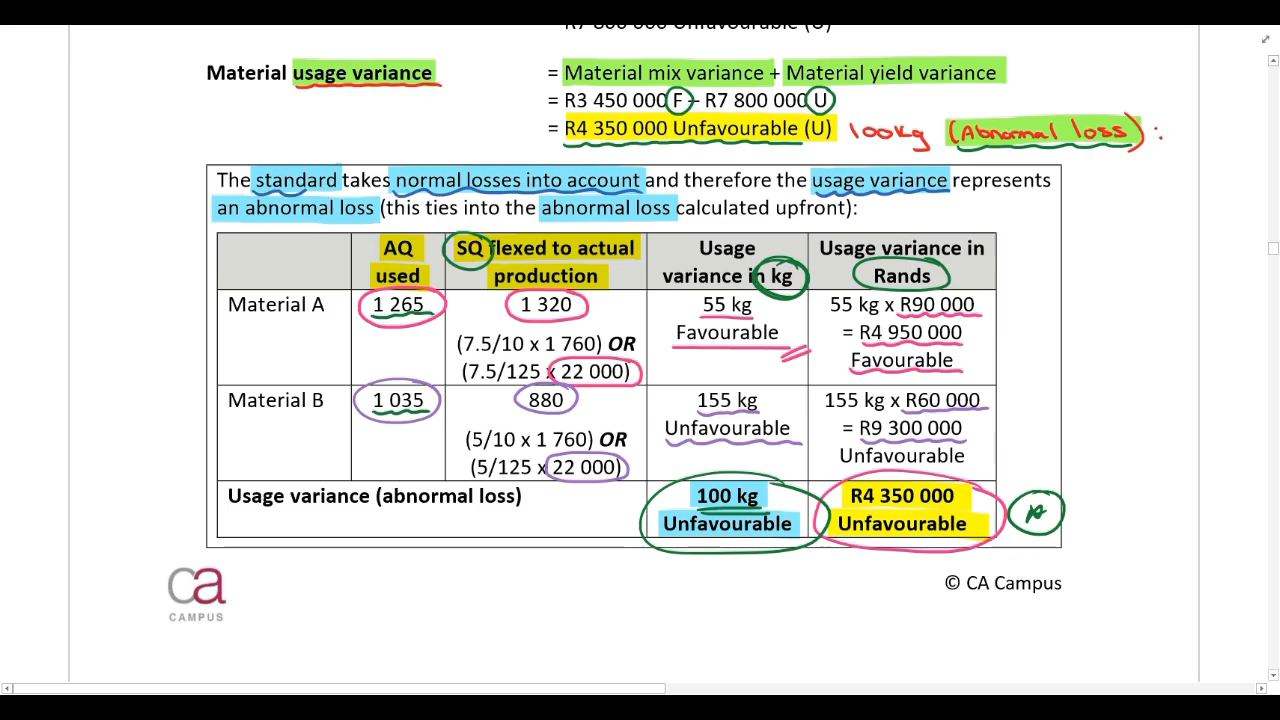 R7 800 000 Unfavourable (U)
Material usage variance = Material mix variance + Material yield variance
= R3 450 000 F – R7 800 000 U
= R4 350 000 Unfavourable (U) 100kg (Abnormal loss) :
The standard takes normal losses into account and therefore the usage variance represents
an abnormal loss (this ties into the abnormal loss calculated upfront):
AQ used
SQ flexed to actual production
Usage variance in kg
Usage variance in Rands
Material A
1 265
1 320
(7.5/10 x 1 760) OR
(7.5/125 x 22 000)
55 kg
Favourable
55 kg x R90 000
= R4 950 000
Favourable
Material B
1 035
880
(5/10 x 1 760) OR
(5/125 x 22 000)
155 kg
Unfavourable
155 kg x R60 000
= R9 300 000
Unfavourable
Usage variance (abnormal loss)
100 kg
Unfavourable
R4 350 000
Unfavourable
ca
CAMPUS
© CA Campus